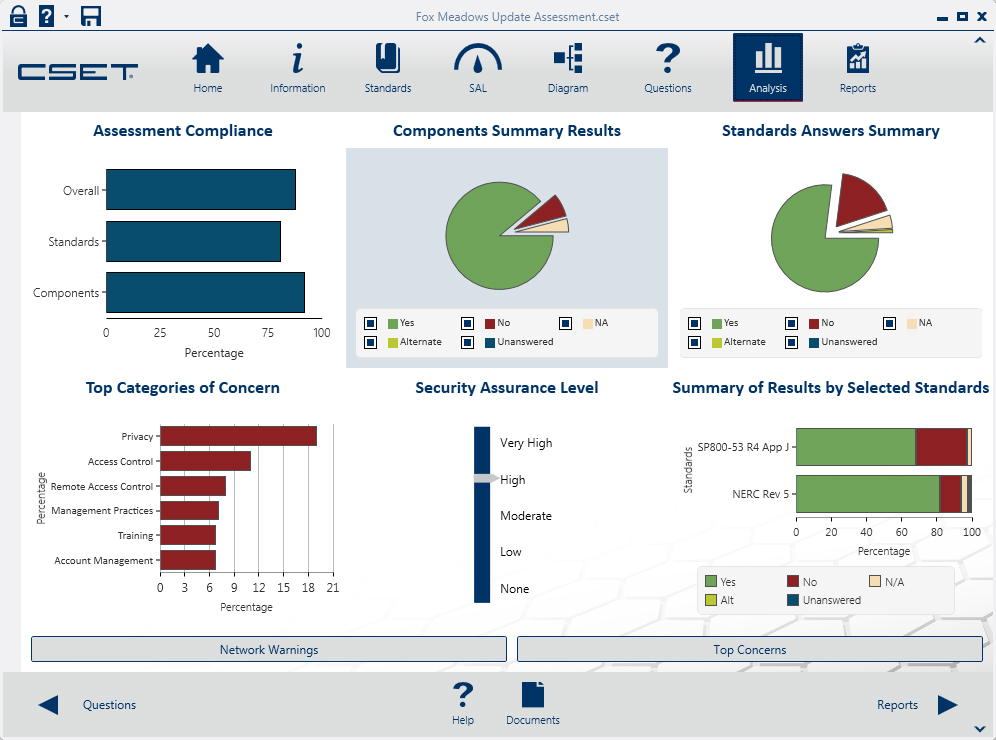 Fox Meadows Update Assessment.cset
CSET
Home
Information
Standards
SAL
Diagram
Questions
Analysis
Reports
Assessment Compliance
Overall
Standards
Components
0 25 50 75 100
Percentage
Components Summary Results
Yes No NA
Alternate Unanswered
Standards Answers Summary
Yes No NA
Alternate Unanswered
Top Categories of Concern
Percentage
Privacy
Access Control
Remote Access Control
Management Practices
Training
Account Management
0 3 6 9 12 15 18 21
Percentage
Security Assurance Level
Very High
High
Moderate
Low
None
Summary of Results by Selected Standards
Standards
SP800-53 R4 App J
NERC Rev 5
0 20 40 60 80 100
Percentage
Yes No N/A
Alt Unanswered
Network Warnings
Top Concerns
Questions
Help
Documents
Reports